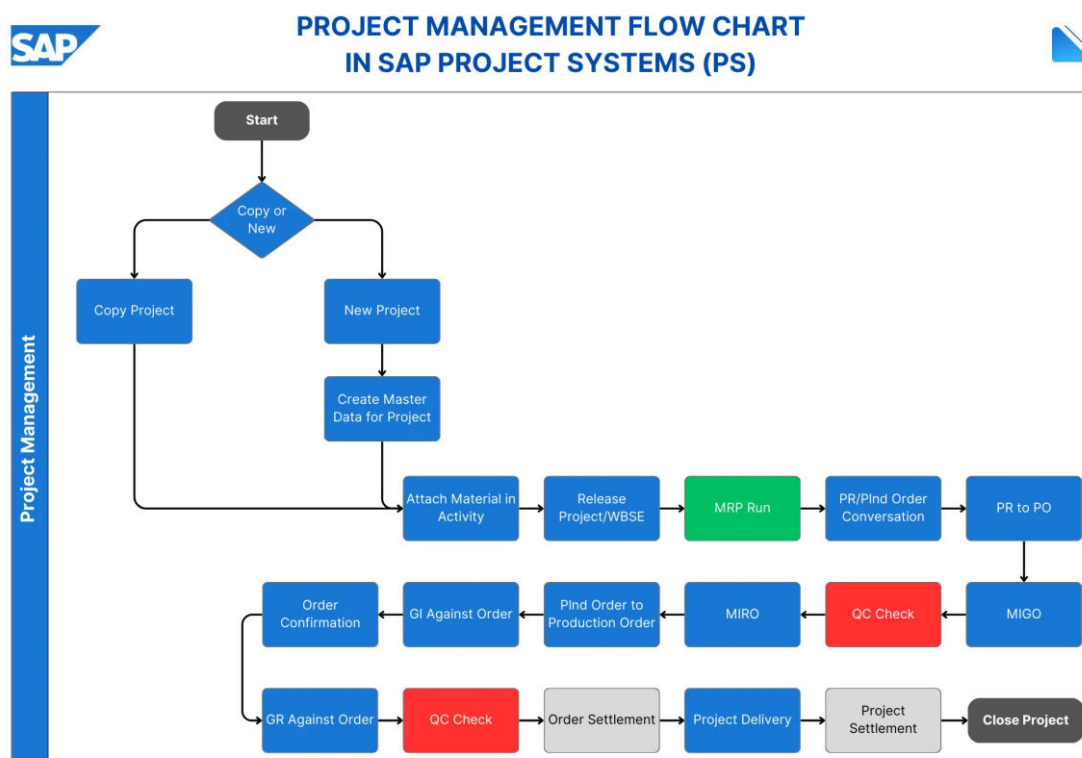 SAP
PROJECT MANAGEMENT FLOW CHART
IN SAP PROJECT SYSTEMS (PS)
Project Management
Start
Copy or
New
Copy Project
New Project
Create Master
Data for Project
Attach Material in
Activity
Release
Project/WBSE
MRP Run
PR/Plnd Order
Conversation
PR to PO
Order
Confirmation
GI Against Order
Plnd Order to
Production Order
MIRO
QC Check
MIGO
GR Against Order
QC Check
Order Settlement
Project Delivery
Project
Settlement
Close Project